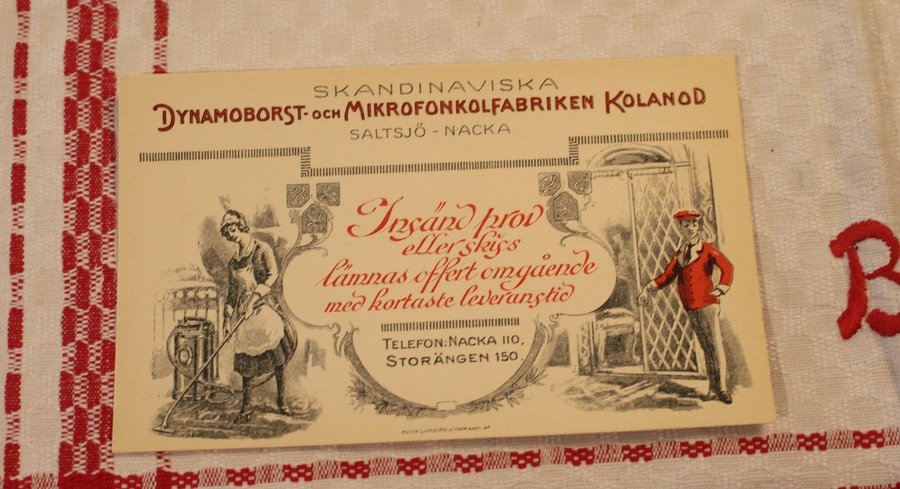 SKANDINAVISKA
DYNAMOBORST- OCH MIKROFONKOLFABRIKEN KOLANOD
SALTSJÖ - NACKA
Insänd prov
eller skiss
lämnas offert omgående
med kortaste leveranstid
TELEFON: NACKA 110.
STORÄNGEN 150.
B